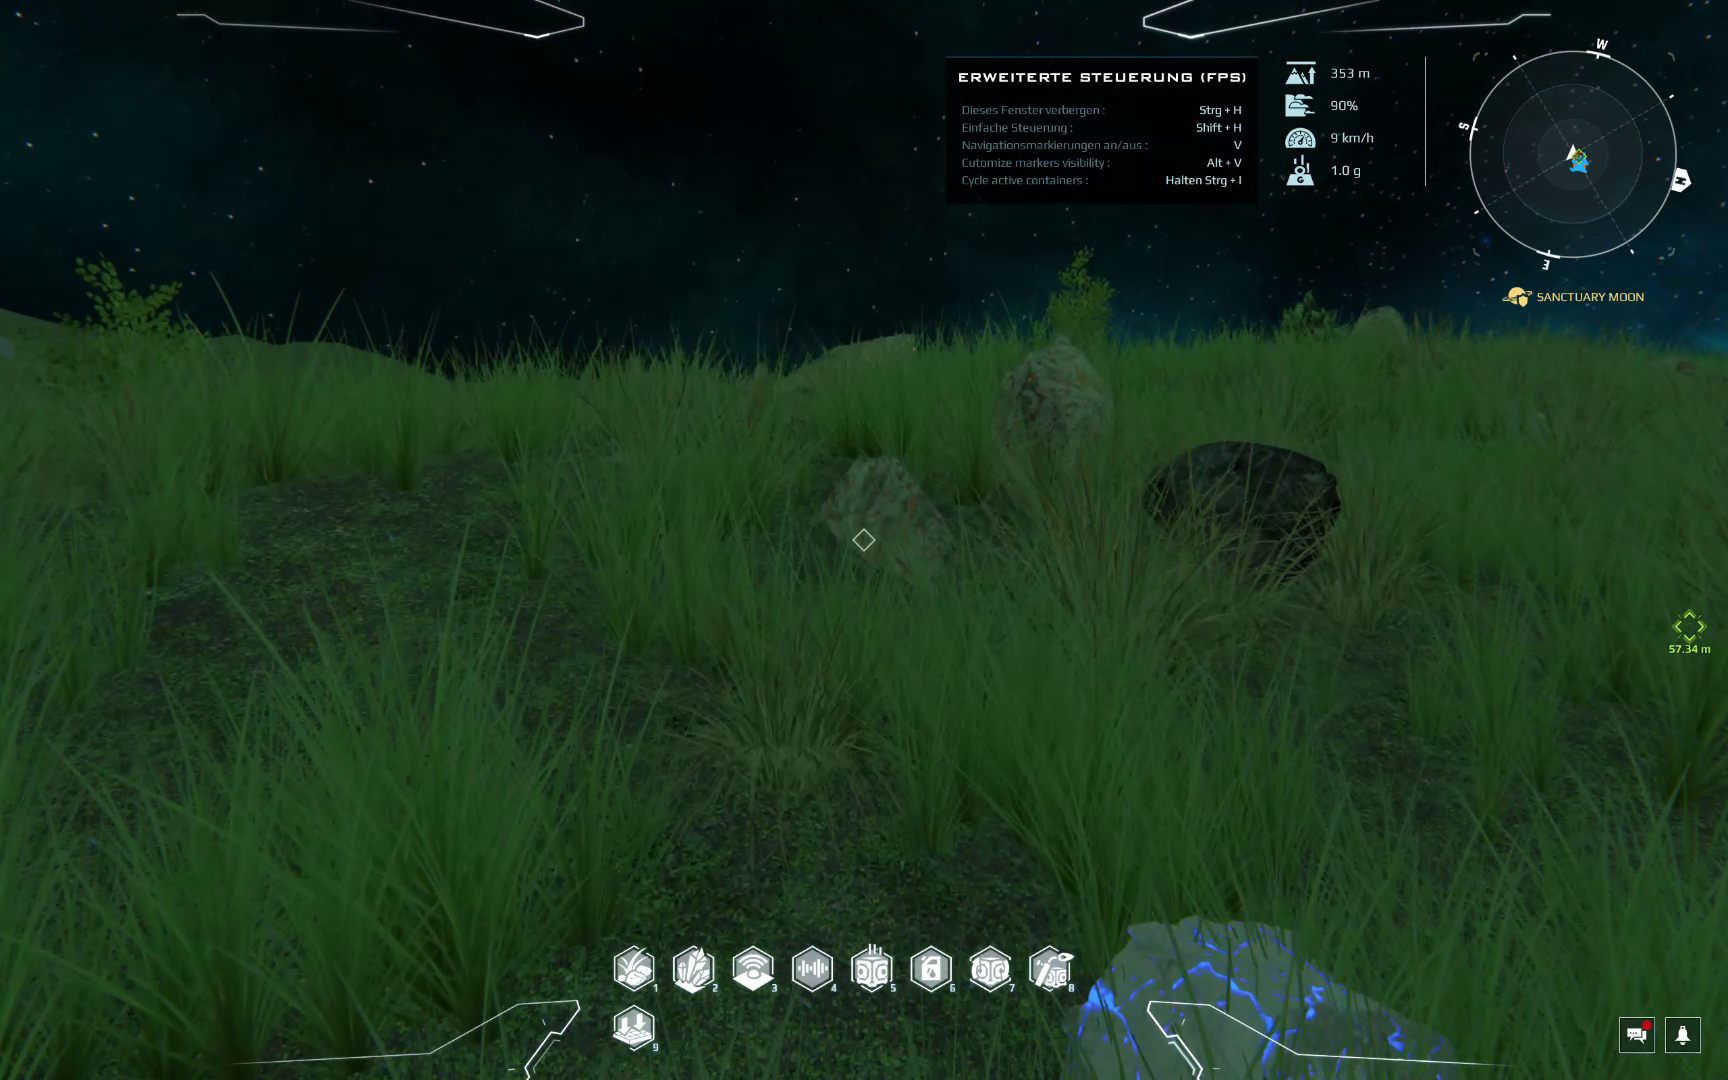 ERWEITERTE STEUERUNG (FPS)
Dieses Fenster verbergen : Strg + H
Einfache Steuerung : Shift + H
Navigationsmarkierungen an/aus : V
Cutomize markers visibility : Alt + V
Cycle active containers : Halten Strg + I
353 m
90%
9 km/h
1.0 g
G
W
S
N
E
SANCTUARY MOON
57.34 m
1
2
3
4
5
6
7
8
9